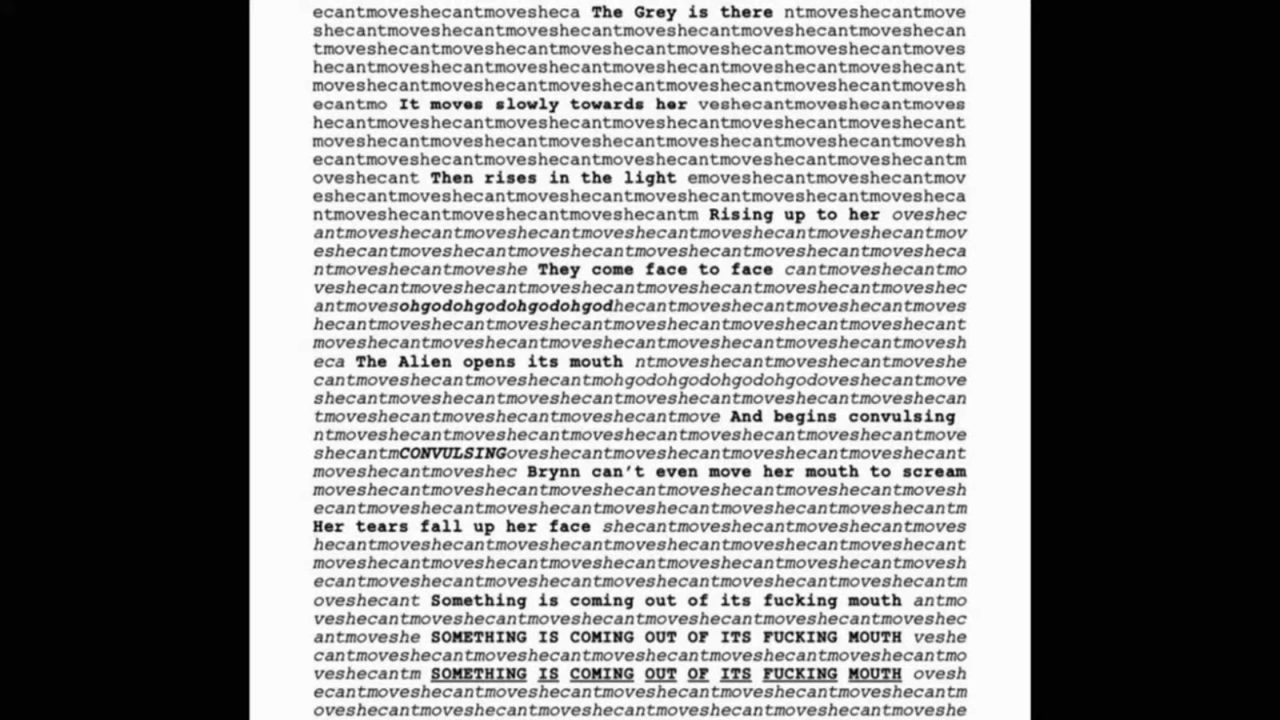 ecantmoveshecantmovesheca The Grey is there ntmoveshecantmove
shecantmoveshecantmoveshecantmoveshecantmoveshecantmoveshecan
tmoveshecantmoveshecantmoveshecantmoveshecantmoveshecantmoves
hecantmoveshecantmoveshecantmoveshecantmoveshecantmoveshecant
moveshecantmoveshecantmoveshecantmoveshecantmoveshecantmovesh
ecantmo It moves slowly towards her veshecantmoveshecantmoves
hecantmoveshecantmoveshecantmoveshecantmoveshecantmoveshecant
moveshecantmoveshecantmoveshecantmoveshecantmoveshecantmovesh
ecantmoveshecantmoveshecantmoveshecantmoveshecantmoveshecantm
oveshecant Then rises in the light emoveshecantmoveshecantmov
eshecantmoveshecantmoveshecantmoveshecantmoveshecantmovesheca
ntmoveshecantmoveshecantmoveshecantm Rising up to her oveshec
antmoveshecantmoveshecantmoveshecantmoveshecantmoveshecantmov
eshecantmoveshecantmoveshecantmoveshecantmoveshecantmovesheca
ntmoveshecantmoveshe They come face to face cantmoveshecantmo
veshecantmoveshecantmoveshecantmoveshecantmoveshecantmoveshec
antmovesohgodohgodohgodohgodhecantmoveshecantmoveshecantmoves
hecantmoveshecantmoveshecantmoveshecantmoveshecantmoveshecant
moveshecantmoveshecantmoveshecantmoveshecantmoveshecantmovesh
eca The Alien opens its mouth ntmoveshecantmoveshecantmoveshe
cantmoveshecantmoveshecantmohgodohgodohgodohgodoveshecantmove
shecantmoveshecantmoveshecantmoveshecantmoveshecantmoveshecan
tmoveshecantmoveshecantmoveshecantmove And begins convulsing
ntmoveshecantmoveshecantmoveshecantmoveshecantmoveshecantmove
shecantmCONVULSINGoveshecantmoveshecantmoveshecantmoveshecant
moveshecantmoveshec Brynn can’t even move her mouth to scream
moveshecantmoveshecantmoveshecantmoveshecantmoveshecantmovesh
ecantmoveshecantmoveshecantmoveshecantmoveshecantmoveshecantm
Her tears fall up her face shecantmoveshecantmoveshecantmoves
hecantmoveshecantmoveshecantmoveshecantmoveshecantmoveshecant
moveshecantmoveshecantmoveshecantmoveshecantmoveshecantmovesh
ecantmoveshecantmoveshecantmoveshecantmoveshecantmoveshecantm
oveshecant Something is coming out of its fucking mouth antmo
veshecantmoveshecantmoveshecantmoveshecantmoveshecantmoveshec
antmoveshe SOMETHING IS COMING OUT OF ITS FUCKING MOUTH veshe
cantmoveshecantmoveshecantmoveshecantmoveshecantmoveshecantmo
veshecantm SOMETHING IS COMING OUT OF ITS FUCKING MOUTH ovesh
ecantmoveshecantmoveshecantmoveshecantmoveshecantmoveshecantm
oveshecantmoveshecantmoveshecantmoveshecantmoveshecantmoveshe